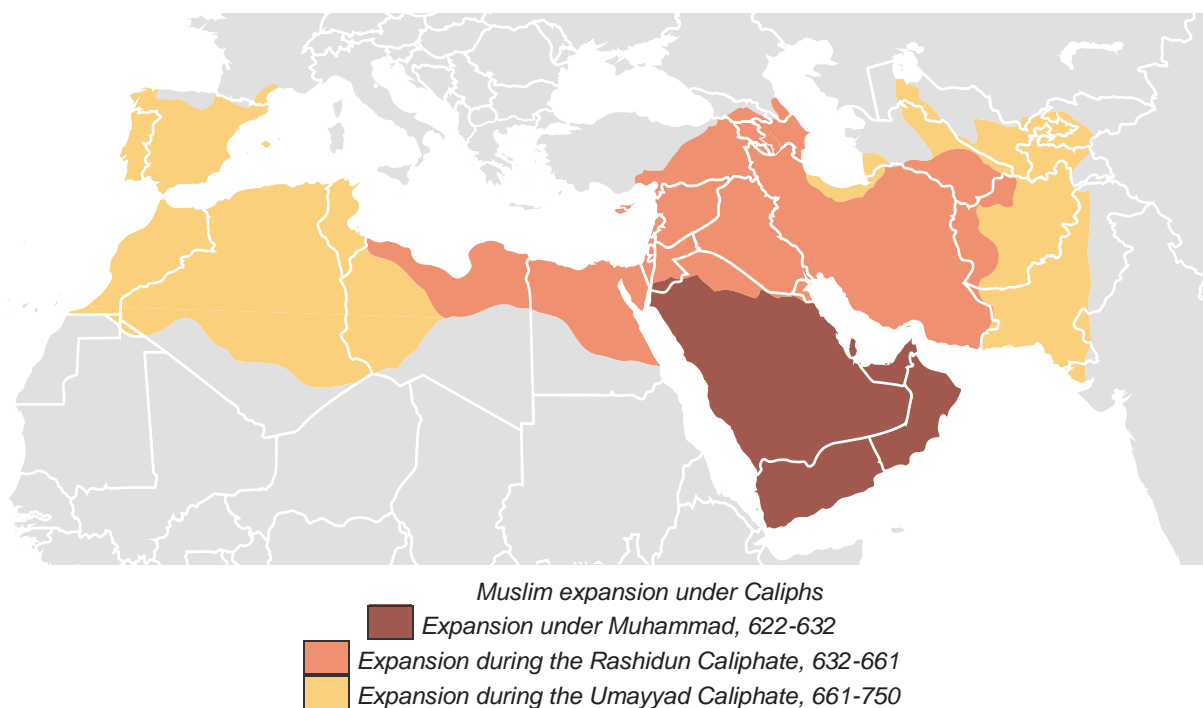 Muslim expansion under Caliphs
Expansion under Muhammad, 622-632
Expansion during the Rashidun Caliphate, 632-661
Expansion during the Umayyad Caliphate, 661-750